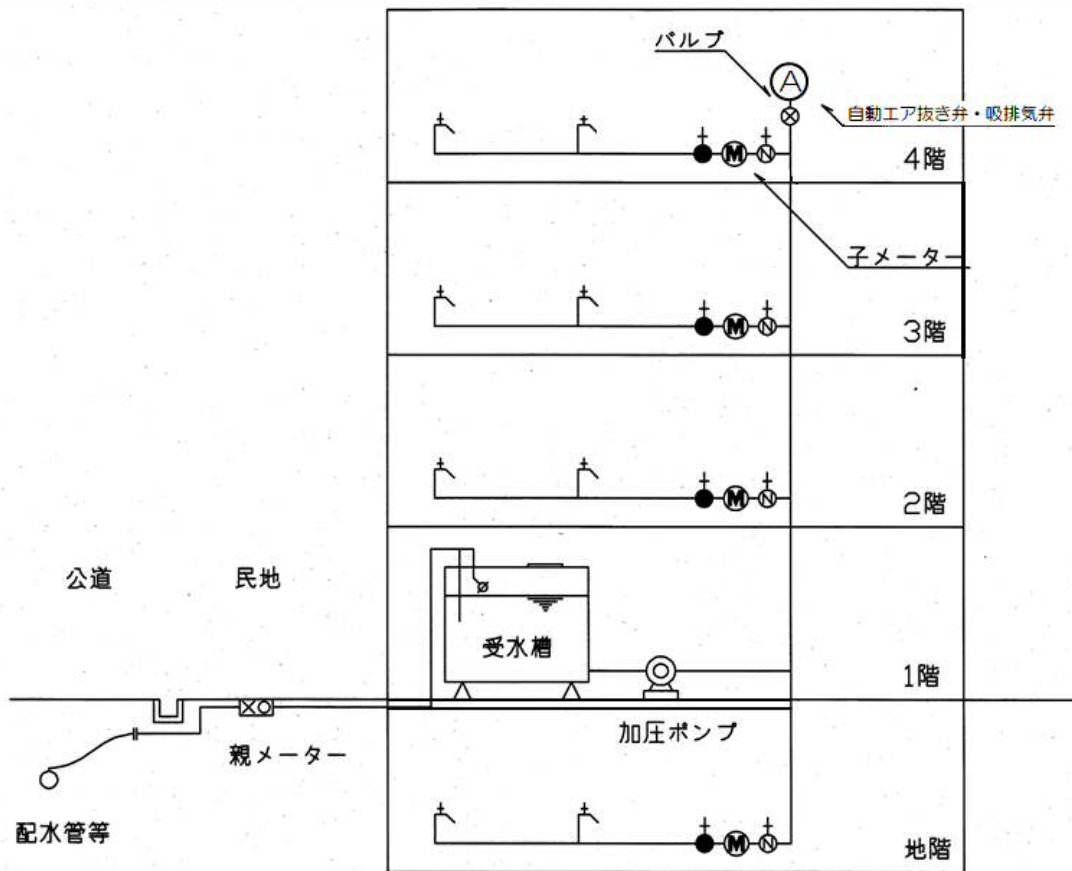 バルブ
A
自動エア抜き弁・吸排気弁
M
N
4階
子メーター
M
N
3階
M
N
2階
公道
民地
受水槽
1階
加圧ポンプ
親メーター
配水管等
M
N
地階